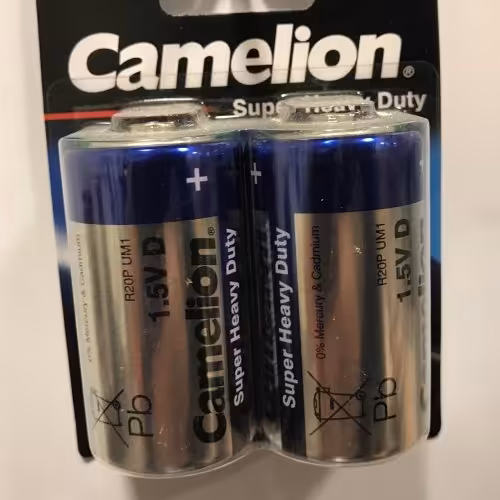 Camelion®
Super Heavy Duty
+
0% Mercury & Cadmium
R20P UM1
1.5V D
Camelion®
Super Heavy Duty
Pb
+
Super Heavy Duty
0% Mercury & Cadmium
R20P UM1
1.5V D
Pb